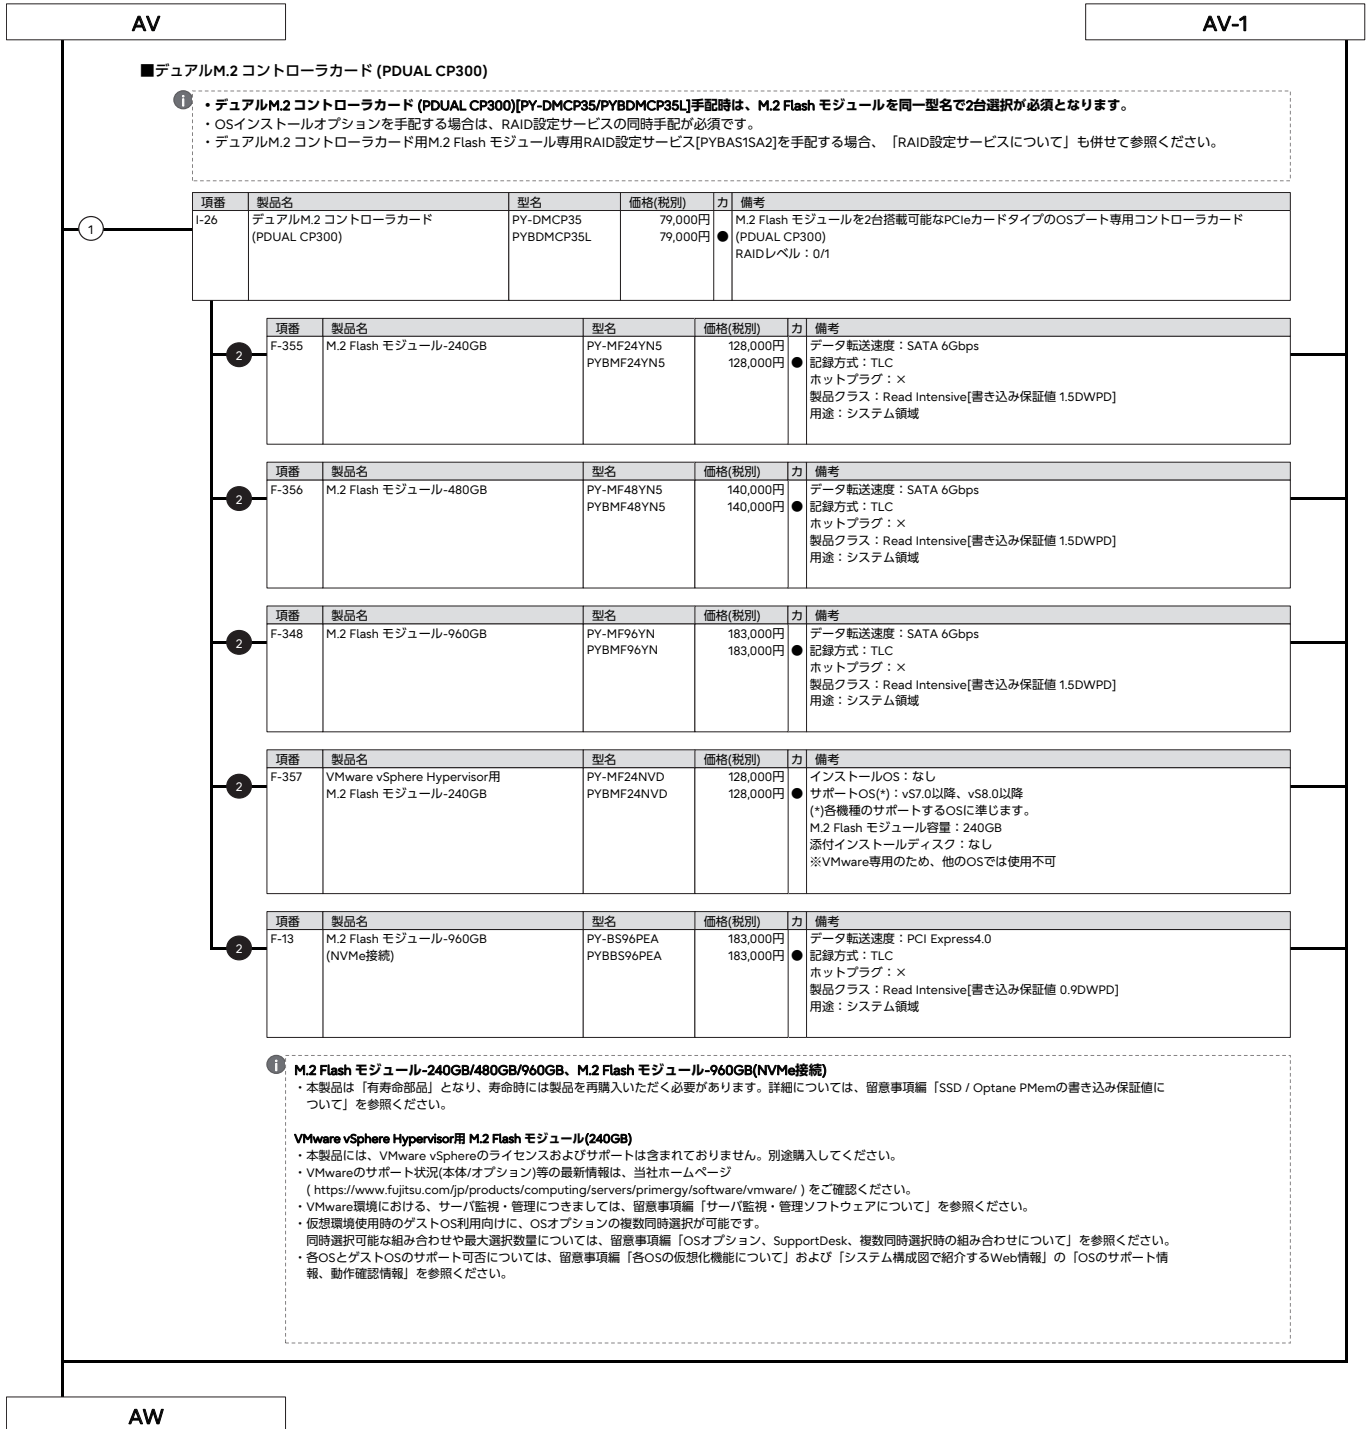 AV
AV-1
■デュアルM.2 コントローラカード (PDUAL CP300)
i
・デュアルM.2 コントローラカード (PDUAL CP300)[PY-DMCP35/PYBDMCP35L]手配時は、M.2 Flash モジュールを同一型名で2台選択が必須となります。
・OSインストールオプションを手配する場合は、RAID設定サービスの同時手配が必須です。
・デュアルM.2 コントローラカード用M.2 Flash モジュール専用RAID設定サービス[PYBAS1SA2]を手配する場合、「RAID設定サービスについて」も併せて参照ください。
項番 製品名 型名 価格(税別) カ 備考
1 I-26 デュアルM.2 コントローラカード PY-DMCP35 79,000円 M.2 Flash モジュールを2台搭載可能なPCIeカードタイプのOSブート専用コントローラカード
(PDUAL CP300) PYBDMCP35L 79,000円 ● (PDUAL CP300)
RAIDレベル：0/1
項番 製品名 型名 価格(税別) カ 備考
2 F-355 M.2 Flash モジュール-240GB PY-MF24YN5 128,000円 データ転送速度：SATA 6Gbps
PYBMF24YN5 128,000円 ● 記録方式：TLC
ホットプラグ：×
製品クラス：Read Intensive[書き込み保証値 1.5DWPD]
用途：システム領域
項番 製品名 型名 価格(税別) カ 備考
2 F-356 M.2 Flash モジュール-480GB PY-MF48YN5 140,000円 データ転送速度：SATA 6Gbps
PYBMF48YN5 140,000円 ● 記録方式：TLC
ホットプラグ：×
製品クラス：Read Intensive[書き込み保証値 1.5DWPD]
用途：システム領域
項番 製品名 型名 価格(税別) カ 備考
2 F-348 M.2 Flash モジュール-960GB PY-MF96YN 183,000円 データ転送速度：SATA 6Gbps
PYBMF96YN 183,000円 ● 記録方式：TLC
ホットプラグ：×
製品クラス：Read Intensive[書き込み保証値 1.5DWPD]
用途：システム領域
項番 製品名 型名 価格(税別) カ 備考
2 F-357 VMware vSphere Hypervisor用 PY-MF24NVD 128,000円 インストールOS：なし
M.2 Flash モジュール-240GB PYBMF24NVD 128,000円 ● サポートOS(*)：vS7.0以降、vS8.0以降
(*)各機種のサポートするOSに準じます。
M.2 Flash モジュール容量：240GB
添付インストールディスク：なし
※VMware専用のため、他のOSでは使用不可
項番 製品名 型名 価格(税別) カ 備考
2 F-13 M.2 Flash モジュール-960GB PY-BS96PEA 183,000円 データ転送速度：PCI Express4.0
(NVMe接続) PYBBS96PEA 183,000円 ● 記録方式：TLC
ホットプラグ：×
製品クラス：Read Intensive[書き込み保証値 0.9DWPD]
用途：システム領域
i
M.2 Flash モジュール-240GB/480GB/960GB、M.2 Flash モジュール-960GB(NVMe接続)
・本製品は「有寿命部品」となり、寿命時には製品を再購入いただく必要があります。詳細については、留意事項編「SSD / Optane PMemの書き込み保証値に
ついて」を参照ください。
VMware vSphere Hypervisor用 M.2 Flash モジュール(240GB)
・本製品には、VMware vSphereのライセンスおよびサポートは含まれておりません。別途購入してください。
・VMwareのサポート状況(本体/オプション)等の最新情報は、当社ホームページ
( https://www.fujitsu.com/jp/products/computing/servers/primergy/software/vmware/ ) をご確認ください。
・VMware環境における、サーバ監視・管理につきましては、留意事項編「サーバ監視・管理ソフトウェアについて」を参照ください。
・仮想環境使用時のゲストOS利用向けに、OSオプションの複数同時選択が可能です。
同時選択可能な組み合わせや最大選択数量については、留意事項編「OSオプション、SupportDesk、複数同時選択時の組み合わせについて」を参照ください。
・各OSとゲストOSのサポート可否については、留意事項編「各OSの仮想化機能について」および「システム構成図で紹介するWeb情報」の「OSのサポート情
報、動作確認情報」を参照ください。
AW